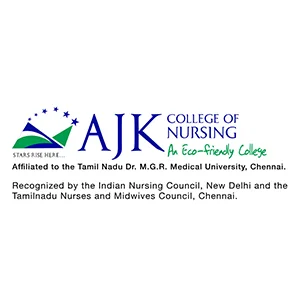 AJK COLLEGE OF
NURSING
An Eco-friendly College
STARS RISE HERE...
Affiliated to the Tamil Nadu Dr. M.G.R. Medical University, Chennai.
Recognized by the Indian Nursing Council, New Delhi and the
Tamilnadu Nurses and Midwives Council, Chennai.